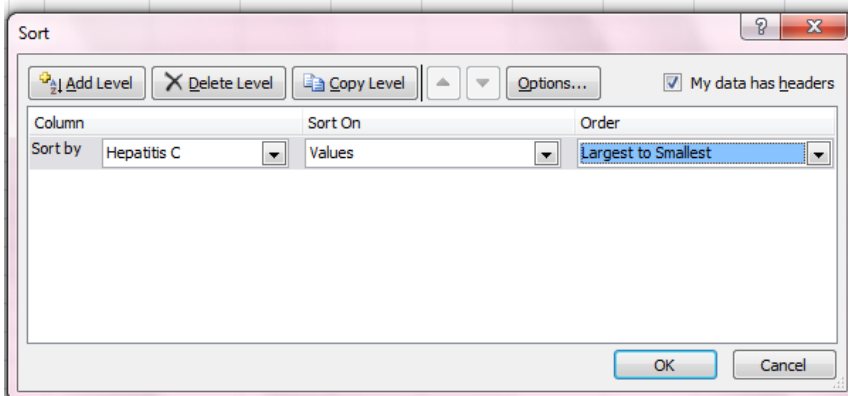 Sort
Add Level Delete Level Copy Level Options... My data has headers
Column Sort On Order
Sort by Hepatitis C Values Largest to Smallest
OK Cancel